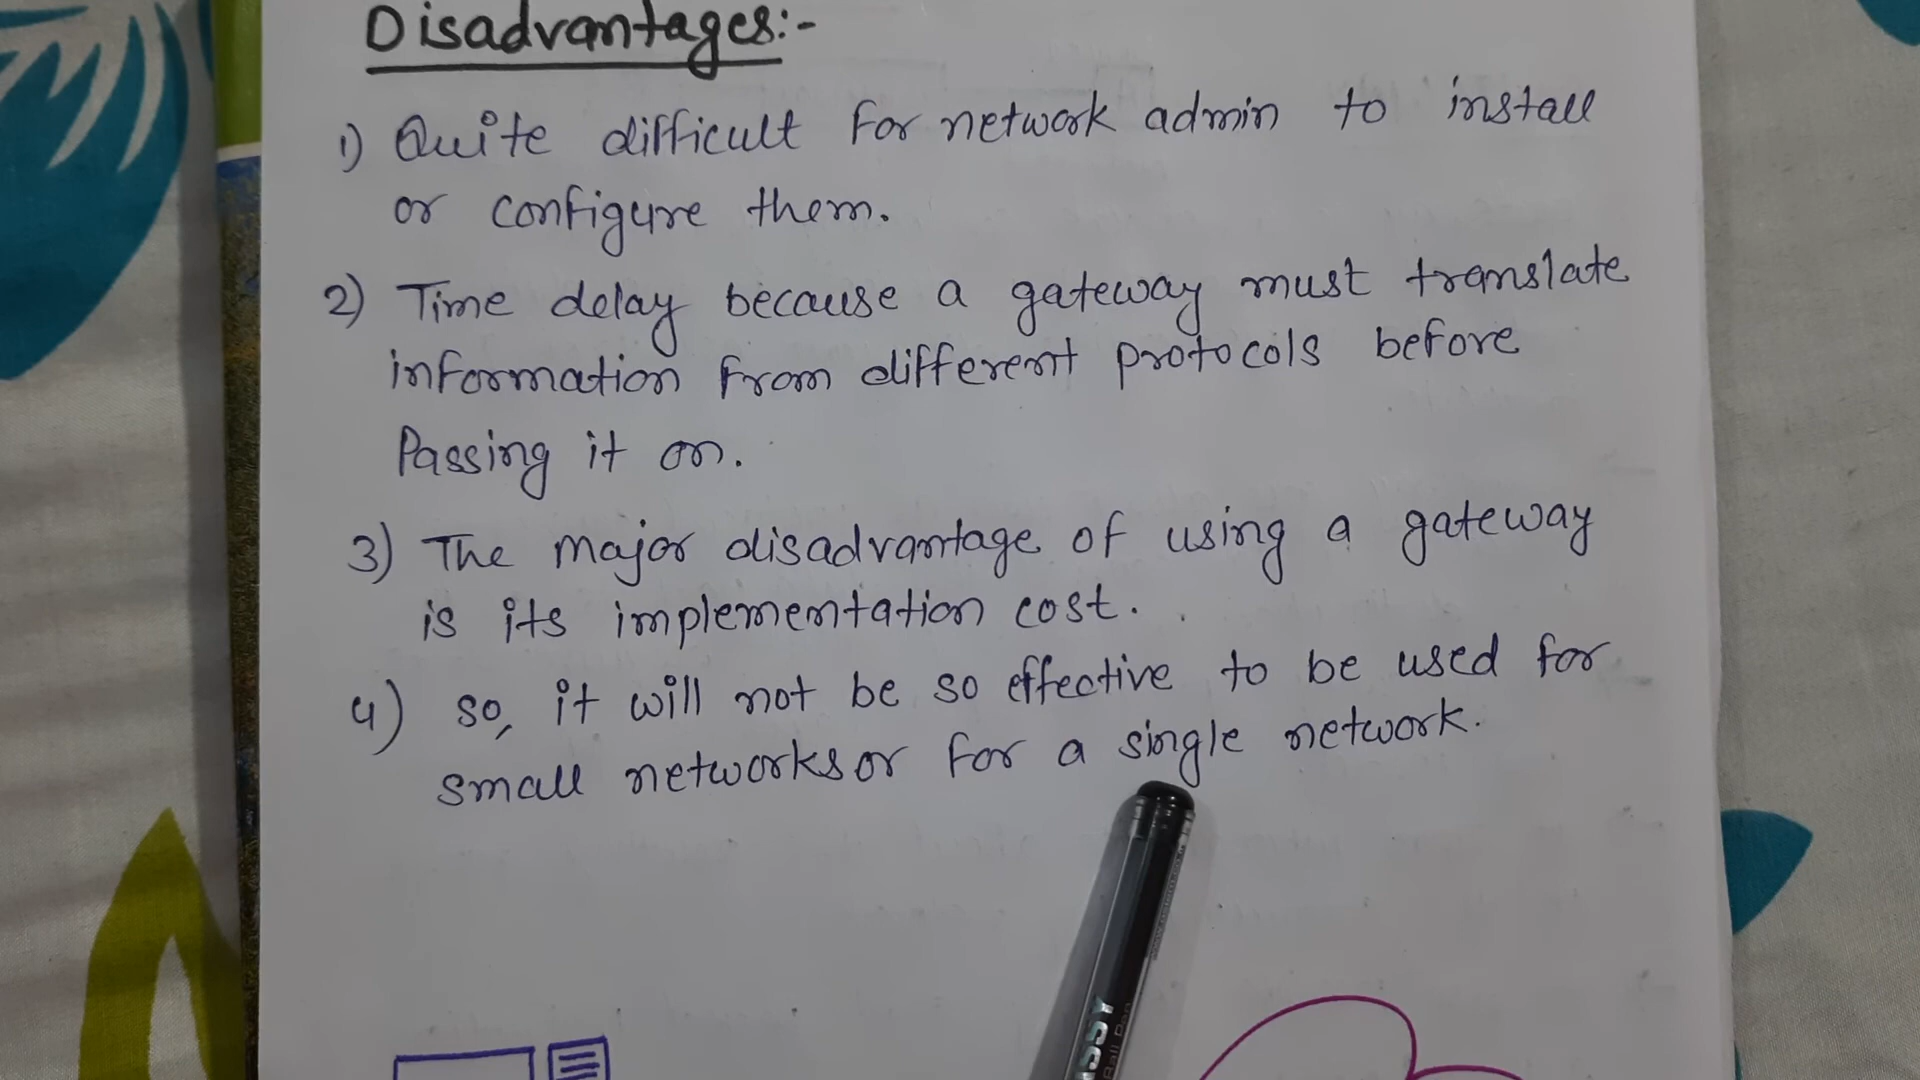 Disadvantages:-
1) Quite difficult for network admin to install
or configure them.
2) Time delay because a gateway must translate
information from different protocols before
Passing it on.
3) The major disadvantage of using a gateway
is its implementation cost.
4) so, it will not be so effective to be used for
small networks or for a single network.
Ball Pen